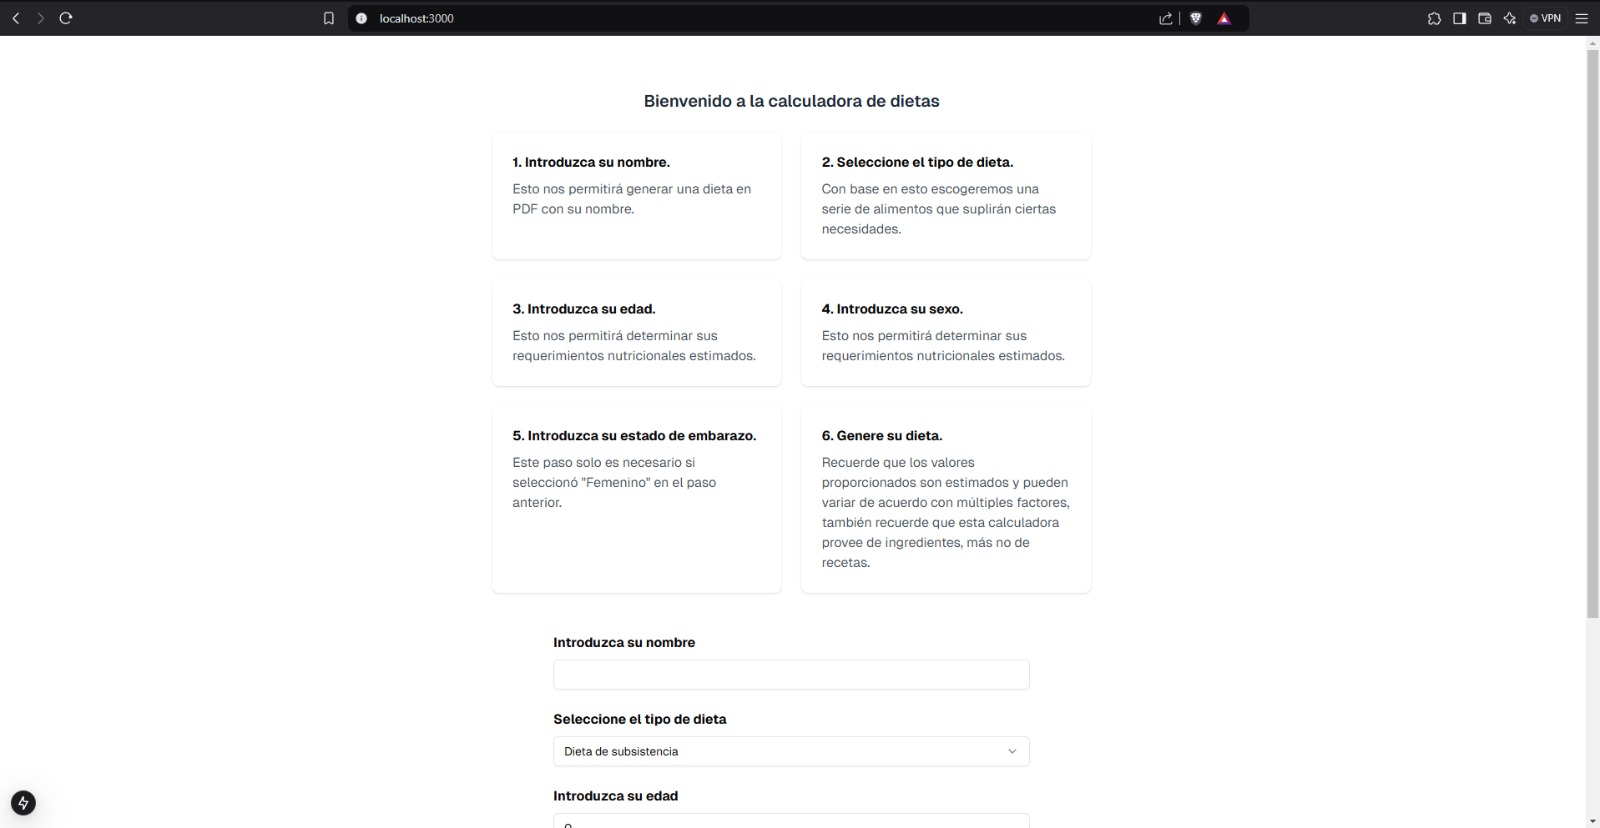 localhost:3000
VPN
Bienvenido a la calculadora de dietas
1. Introduzca su nombre.
Esto nos permitirá generar una dieta en
PDF con su nombre.
2. Seleccione el tipo de dieta.
Con base en esto escogeremos una
serie de alimentos que suplirán ciertas
necesidades.
3. Introduzca su edad.
Esto nos permitirá determinar sus
requerimientos nutricionales estimados.
4. Introduzca su sexo.
Esto nos permitirá determinar sus
requerimientos nutricionales estimados.
5. Introduzca su estado de embarazo.
Este paso solo es necesario si
seleccionó "Femenino" en el paso
anterior.
6. Genere su dieta.
Recuerde que los valores
proporcionados son estimados y pueden
variar de acuerdo con múltiples factores,
también recuerde que esta calculadora
provee de ingredientes, más no de
recetas.
Introduzca su nombre
Seleccione el tipo de dieta
Dieta de subsistencia
Introduzca su edad